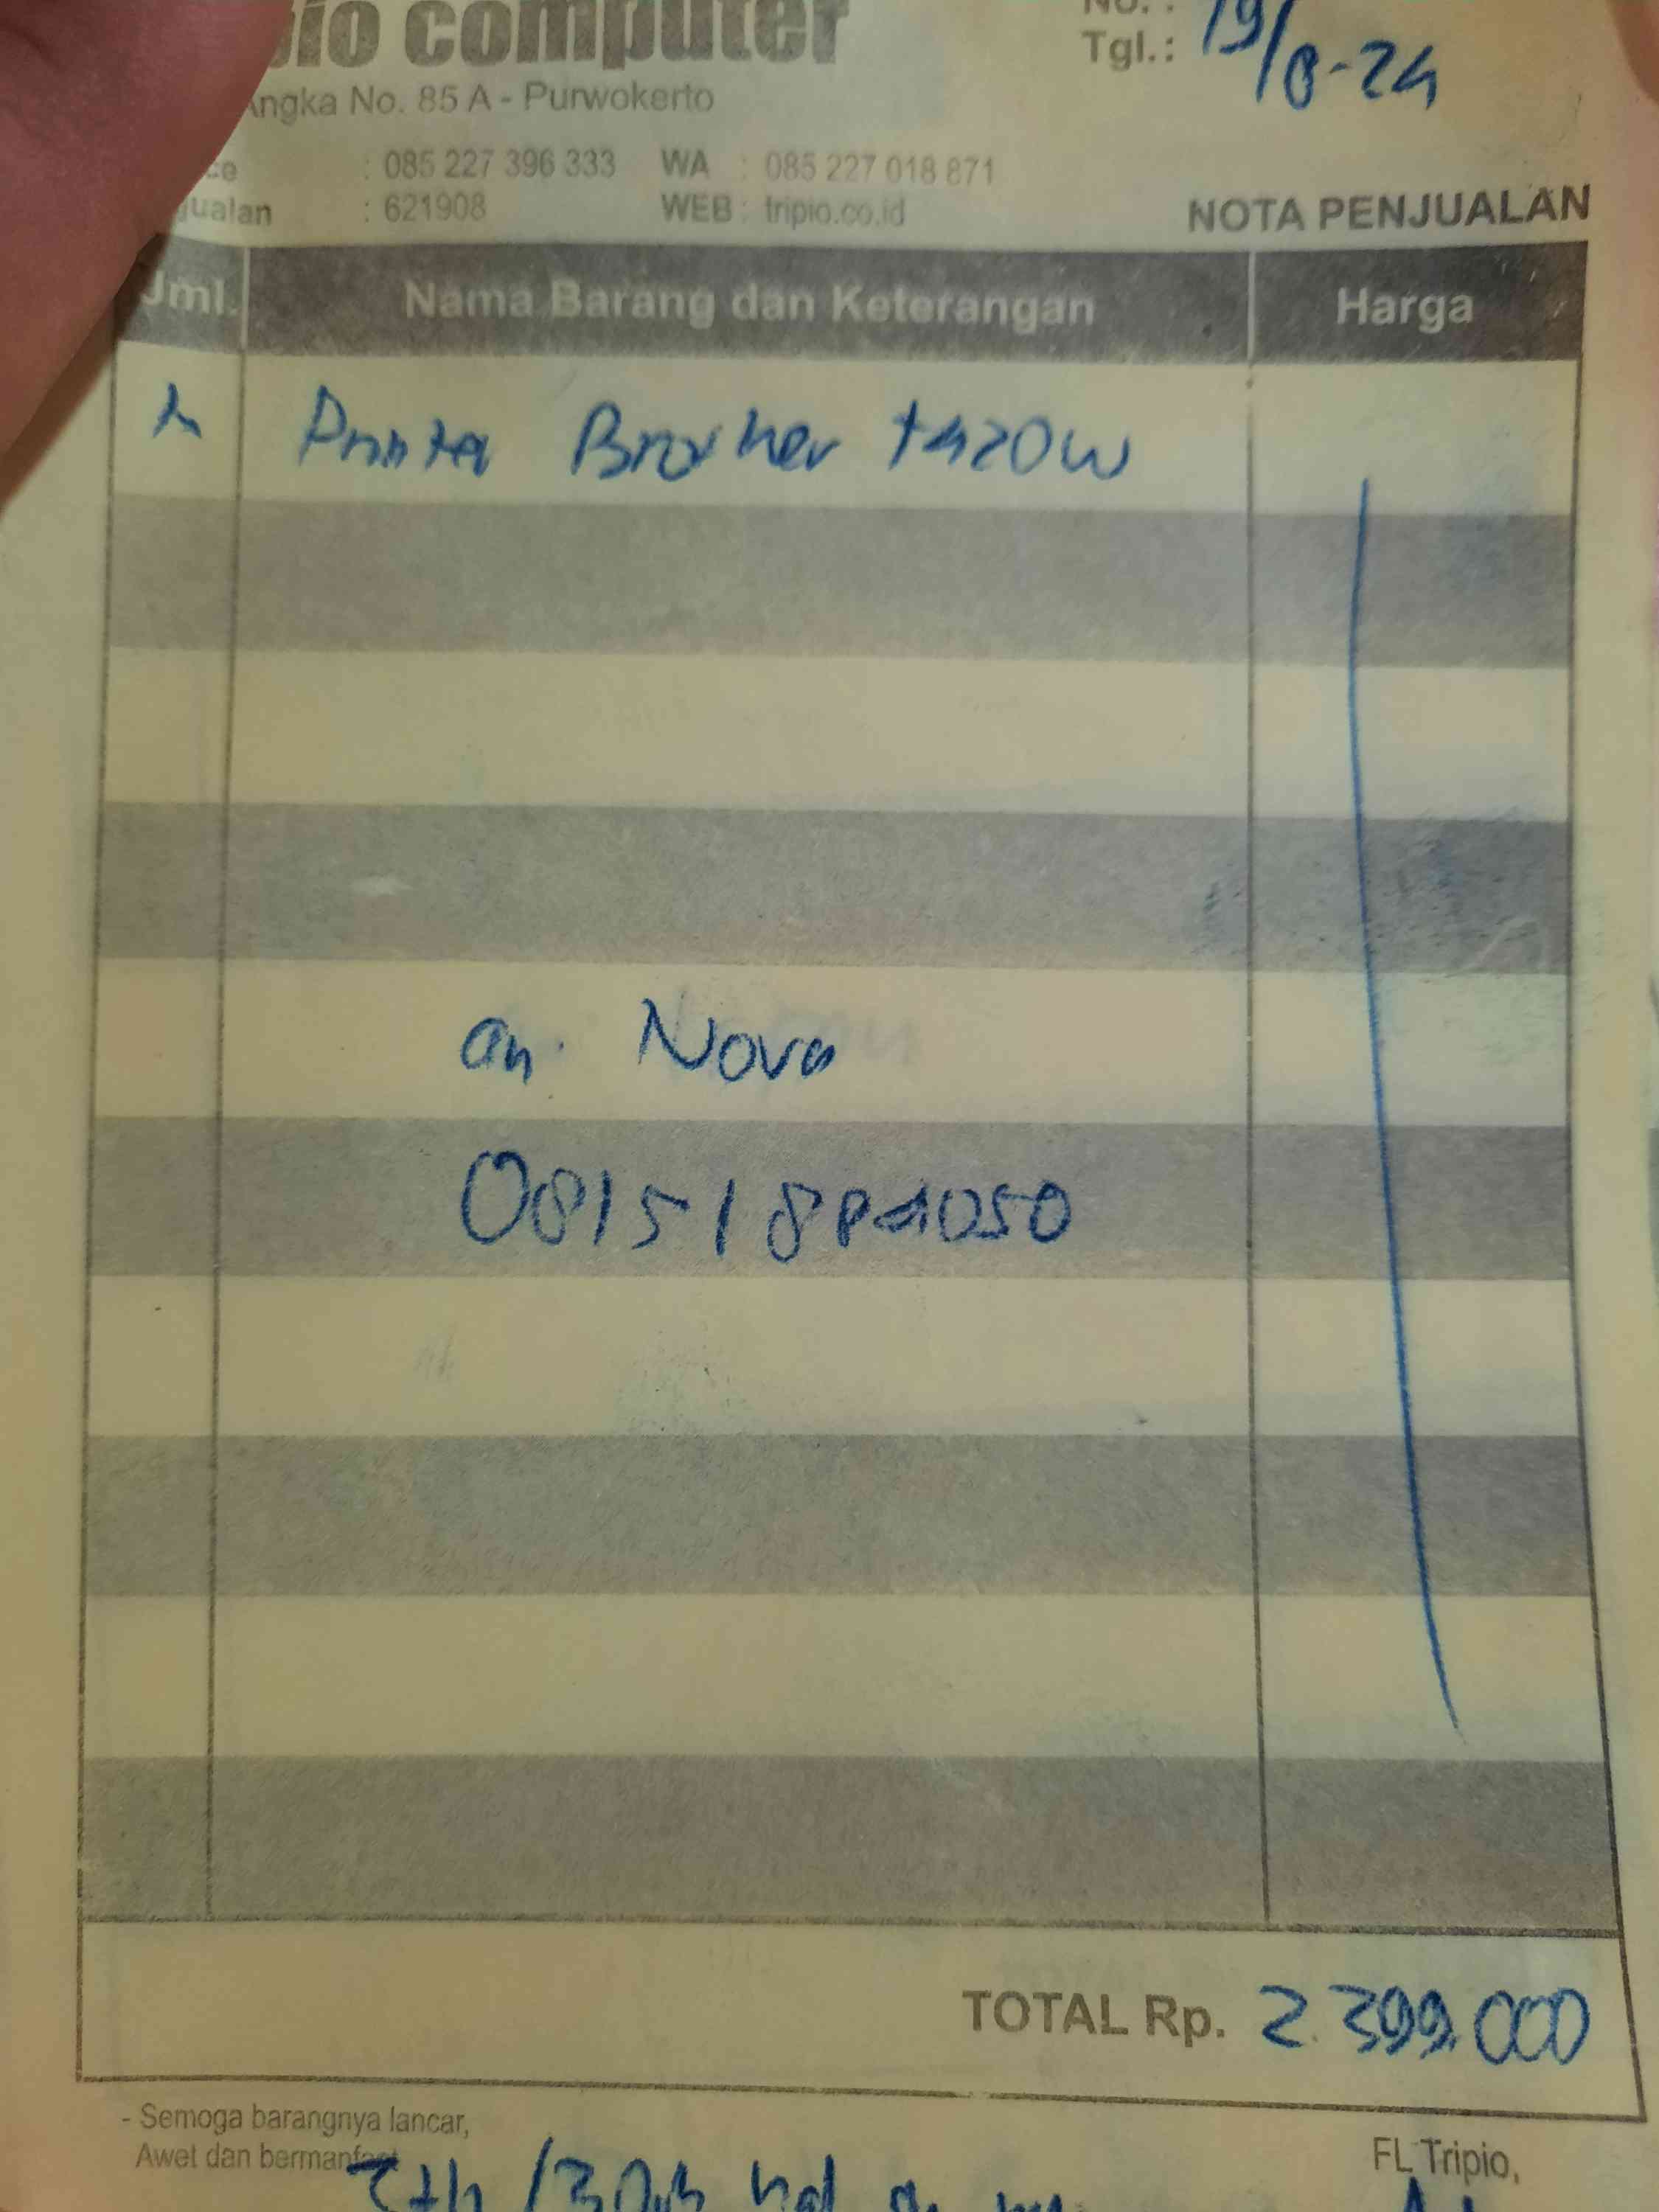 computer
No. :
Tgl.: 19/8-24
Angka No. 85 A - Purwokerto
: 085 227 396 333 WA : 085 227 018 871
: 621908 WEB : tripio.co.id
NOTA PENJUALAN
Jml. Nama Barang dan Keterangan Harga
1 Printer Brother t420w
an. Nova
TOTAL Rp. 2.399.000
- Semoga barangnya lancar,
Awet dan bermanfaat
FL Tripio,